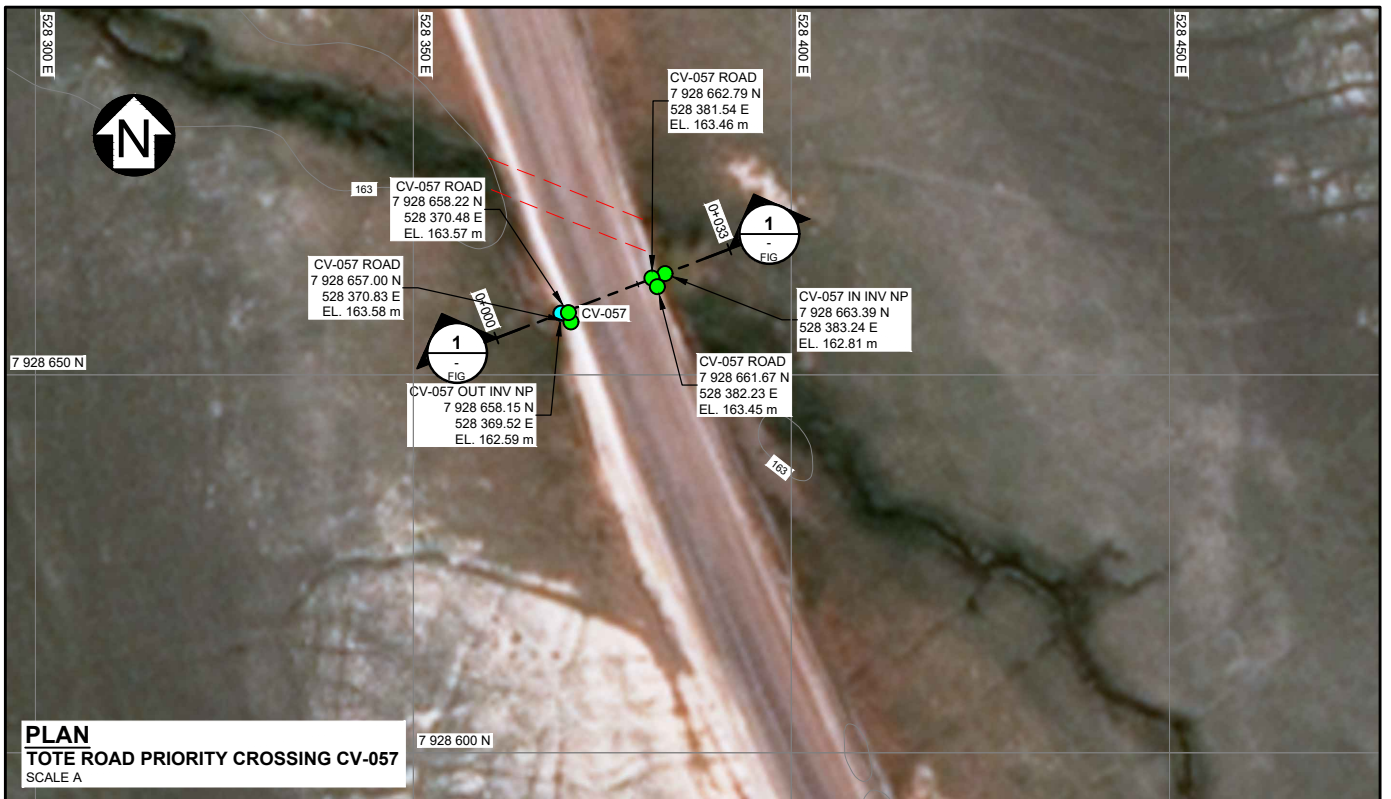 528 300 E
528 350 E
528 400 E
528 450 E
N
CV-057 ROAD
7 928 662.79 N
528 381.54 E
EL. 163.46 m
163
CV-057 ROAD
7 928 658.22 N
528 370.48 E
EL. 163.57 m
0+033
1
-
FIG
CV-057 ROAD
7 928 657.00 N
528 370.83 E
EL. 163.58 m
CV-057 IN INV NP
7 928 663.39 N
528 383.24 E
EL. 162.81 m
0+000
CV-057
1
-
FIG
7 928 650 N
CV-057 ROAD
7 928 661.67 N
528 382.23 E
EL. 163.45 m
CV-057 OUT INV NP
7 928 658.15 N
528 369.52 E
EL. 162.59 m
163
PLAN
TOTE ROAD PRIORITY CROSSING CV-057
SCALE A
7 928 600 N